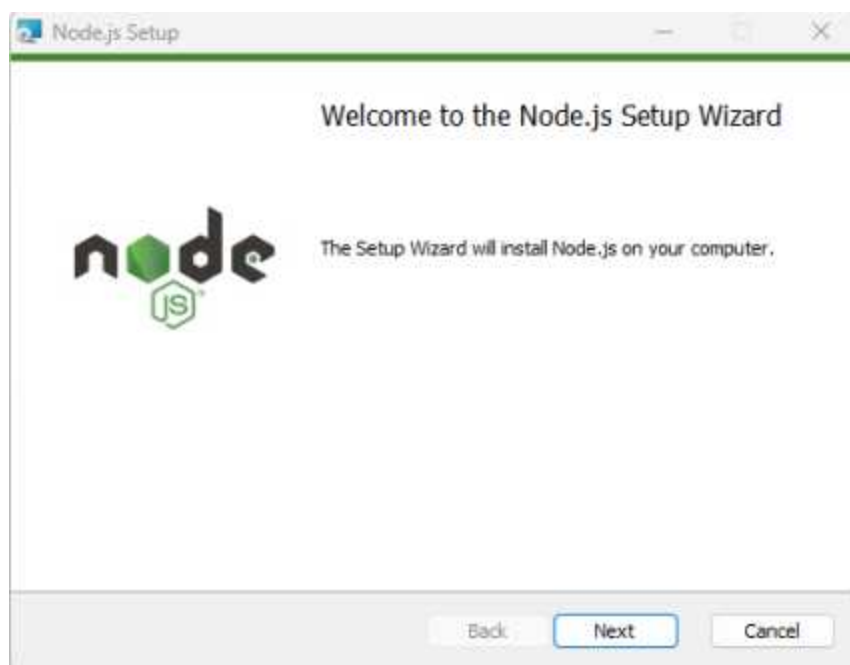 Node.js Setup
Welcome to the Node.js Setup Wizard
The Setup Wizard will install Node.js on your computer.
node
JS
Back Next Cancel